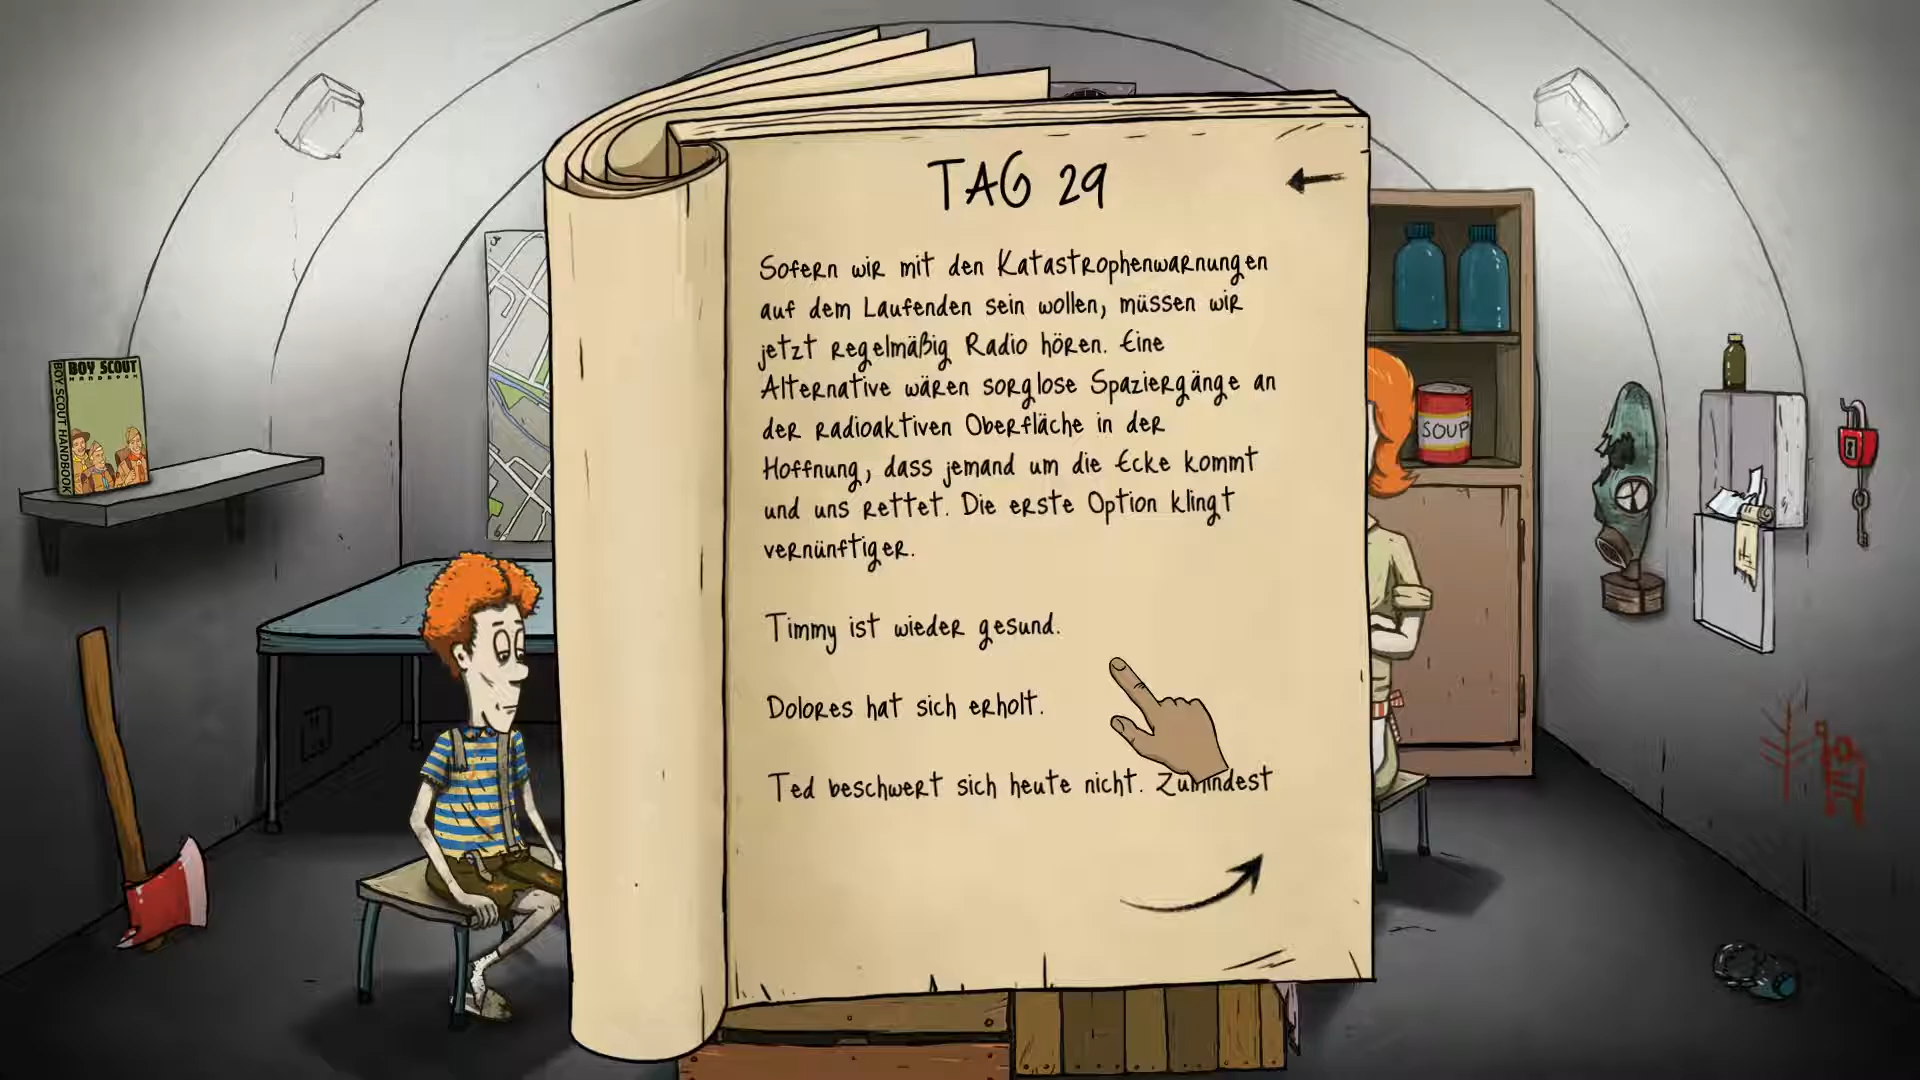 TAG 29
Sofern wir mit den Katastrophenwarnungen
auf dem Laufenden sein wollen, müssen wir
jetzt regelmäßig Radio hören. Eine
Alternative wären sorglose Spaziergänge an
der radioaktiven Oberfläche in der
Hoffnung, dass jemand um die Ecke kommt
und uns rettet. Die erste Option klingt
vernünftiger.
Timmy ist wieder gesund.
Dolores hat sich erholt.
Ted beschwert sich heute nicht. Zumindest
BOY SCOUT
HANDBOOK
BOY SCOUT HANDBOOK
SOUP